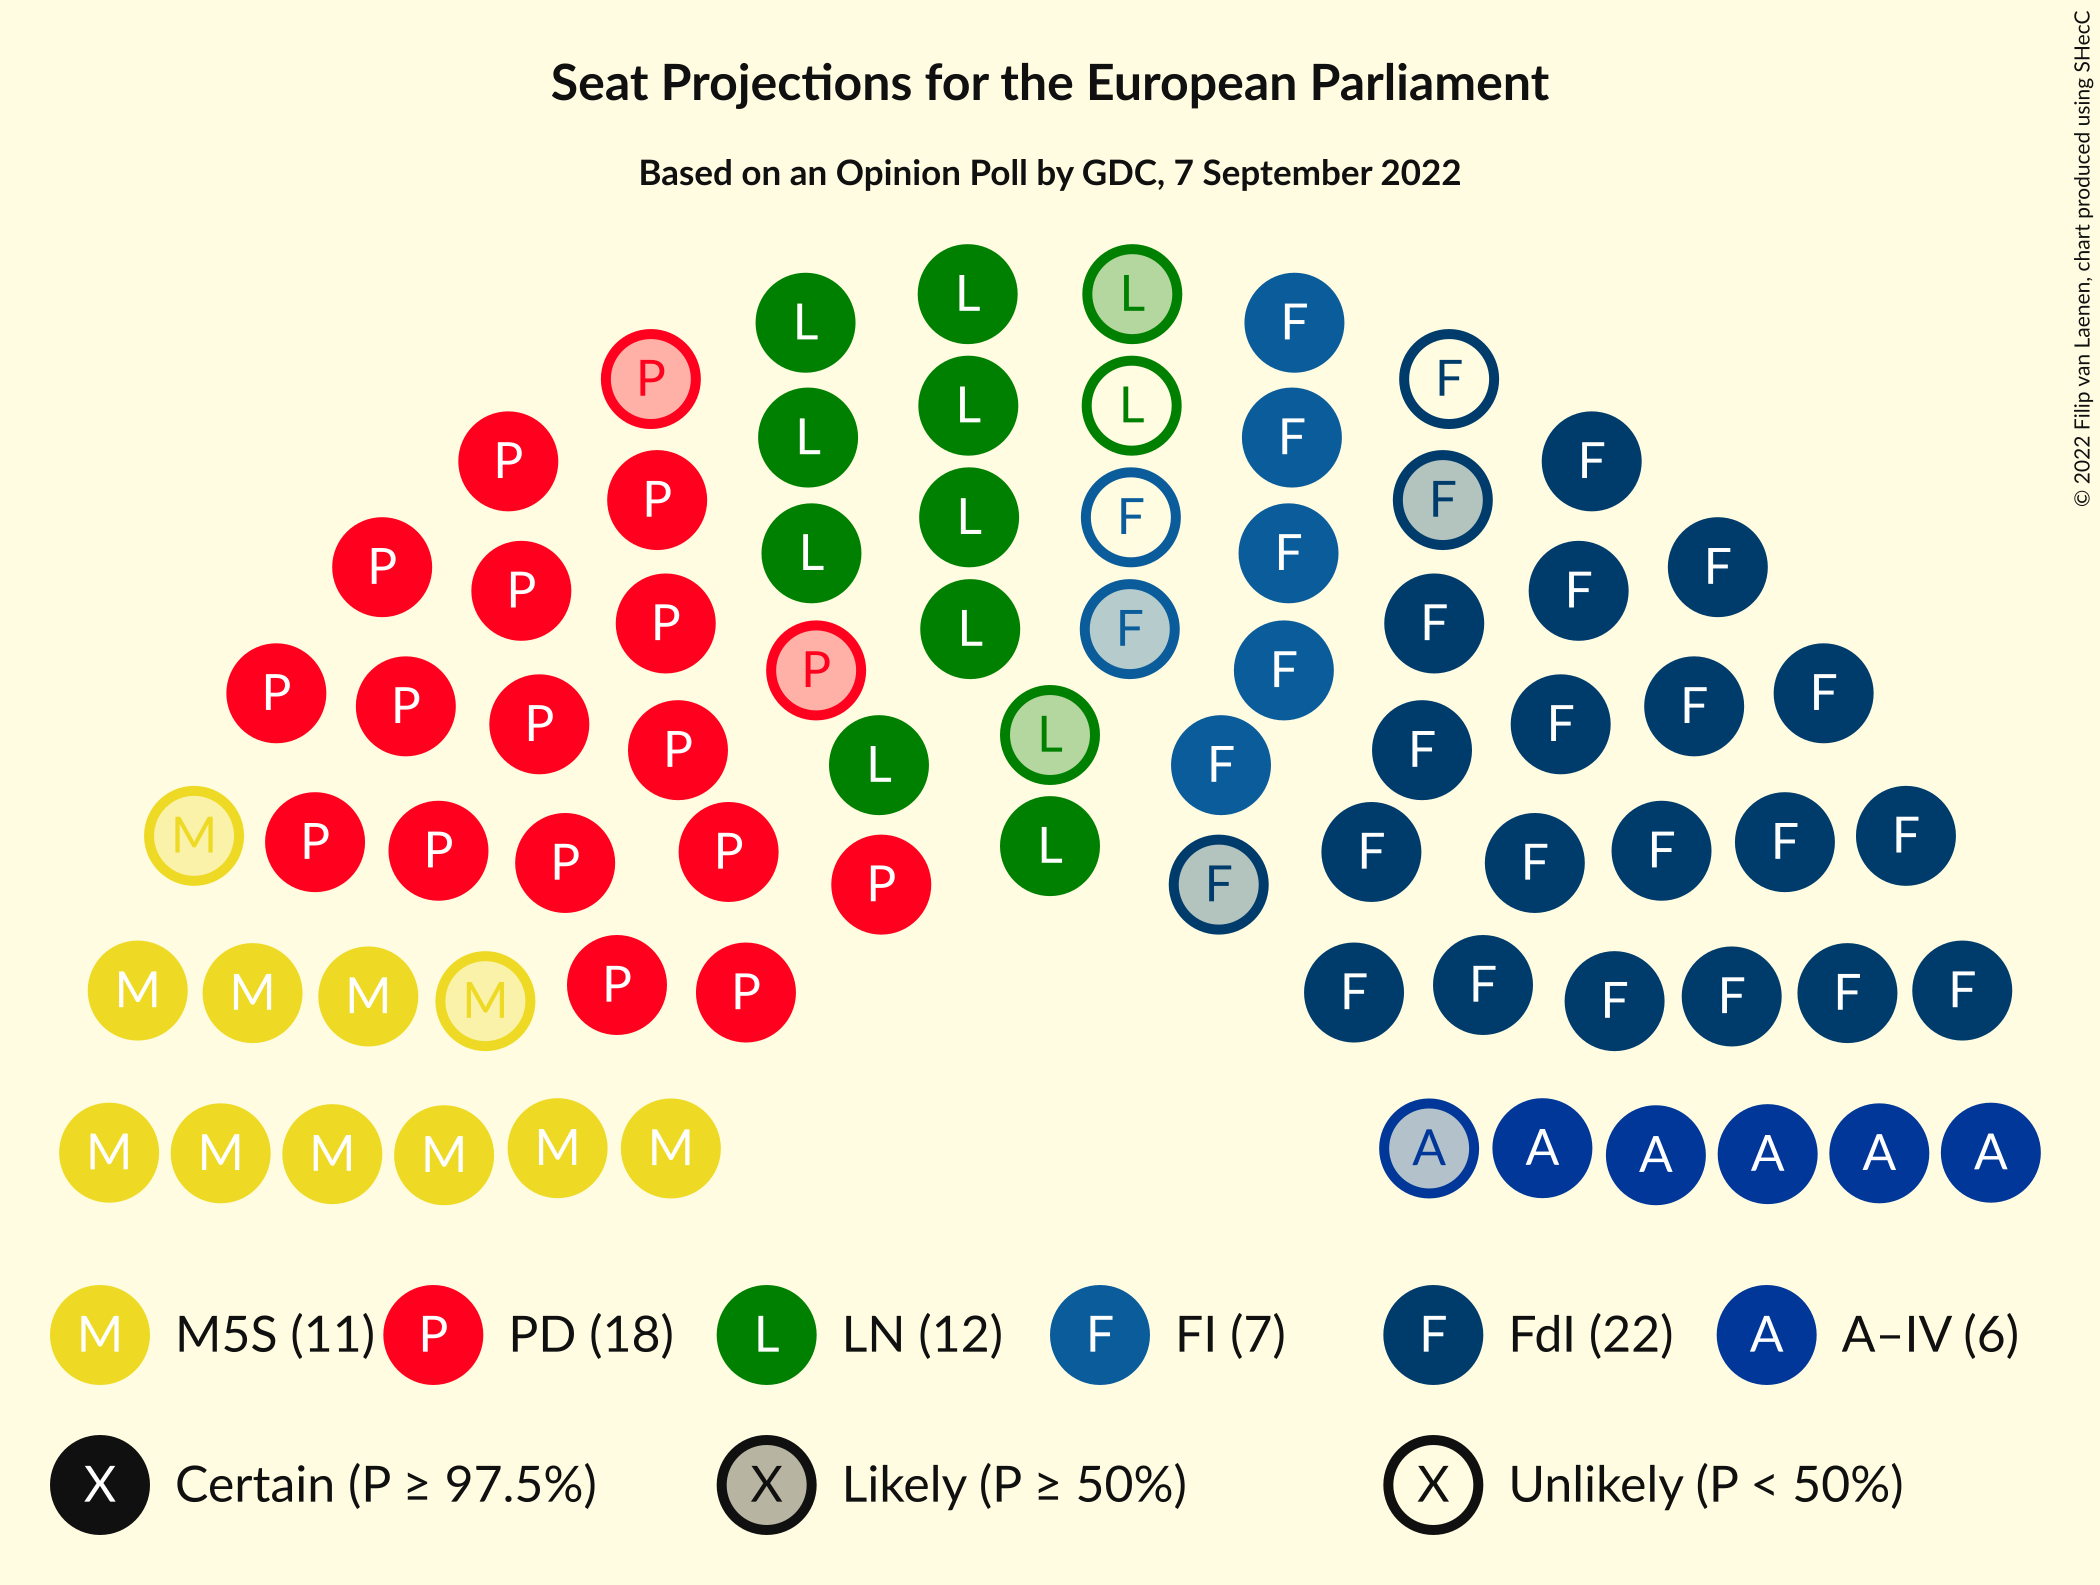 Seat Projections for the European Parliament
Based on an Opinion Poll by GDC, 7 September 2022
© 2022 Filip van Laenen, chart produced using SHecC
L L
L F
L P F F
L L
P F
L F
P F F
L F
P F
P F F
L F
P P F F
L F
P P F F
P F
P P F F
P P F F
L
L F
M P P P P L F F F F F
P F
M M M M P P F F F F F F
M M M M M M A A A A A A
M M5S (11) P PD (18) L LN (12) F FI (7) F FdI (22) A A–IV (6)
X Certain (P ≥ 97.5%) X Likely (P ≥ 50%) X Unlikely (P < 50%)